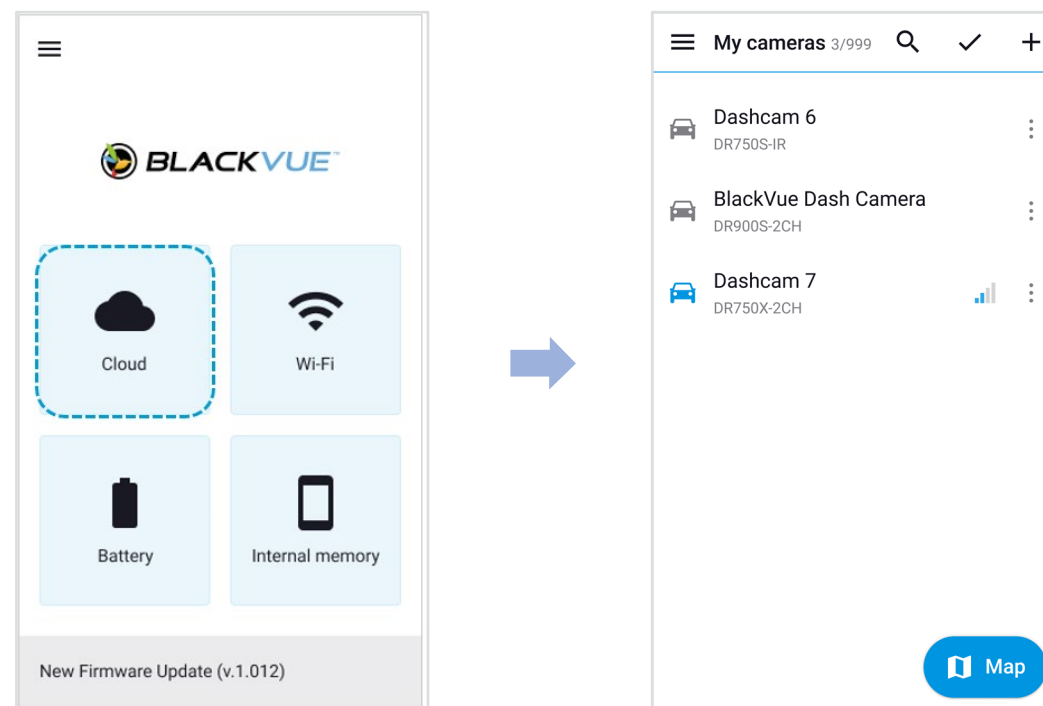 BLACKVUE™
Cloud
Wi-Fi
Battery
Internal memory
New Firmware Update (v.1.012)
My cameras 3/999
Dashcam 6
DR750S-IR
BlackVue Dash Camera
DR900S-2CH
Dashcam 7
DR750X-2CH
Map